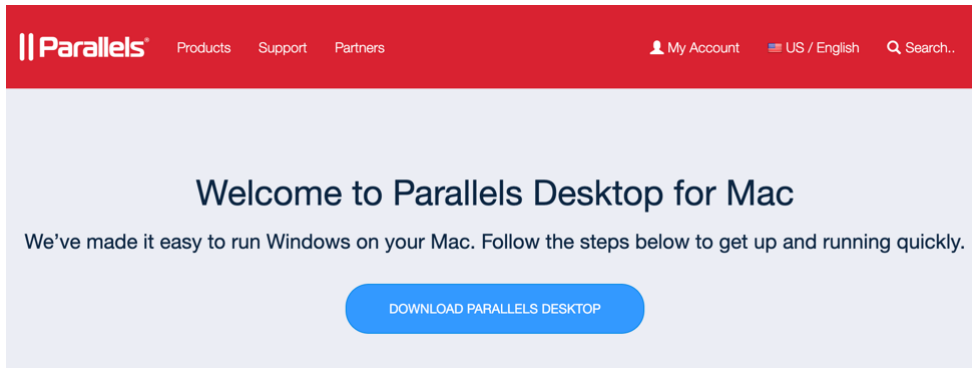 Parallels® Products Support Partners My Account US / English Search..
Welcome to Parallels Desktop for Mac
We’ve made it easy to run Windows on your Mac. Follow the steps below to get up and running quickly.
DOWNLOAD PARALLELS DESKTOP